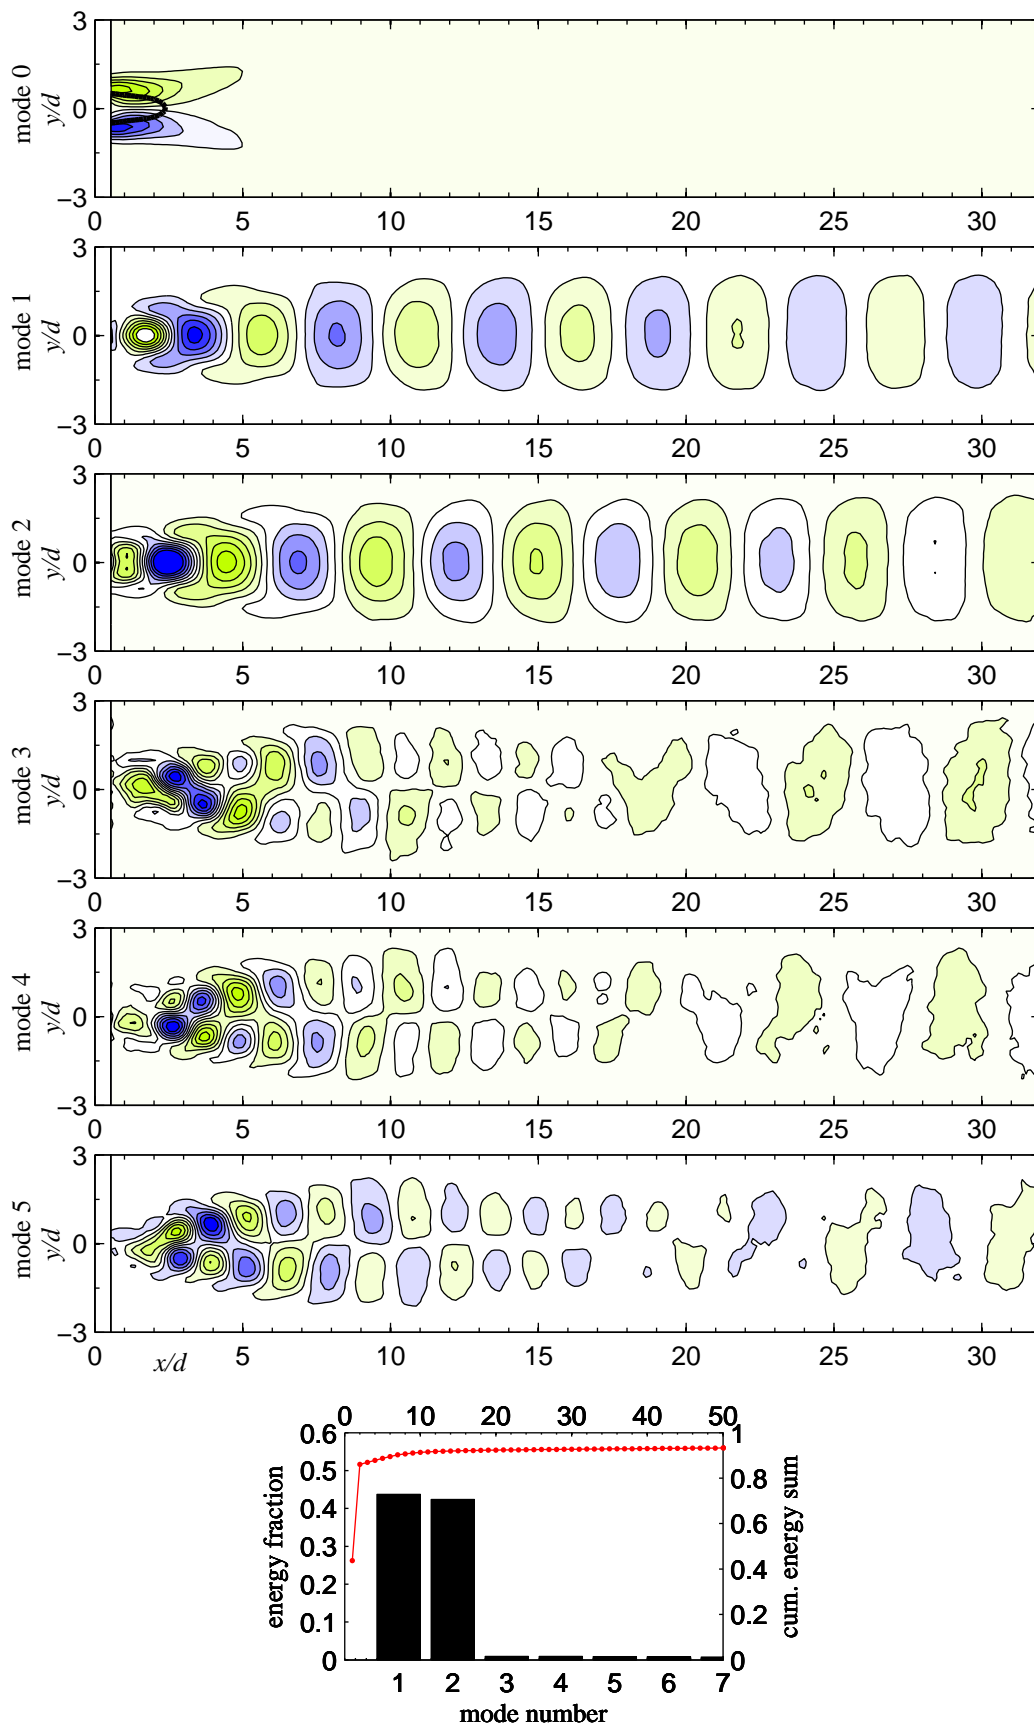 3
0
−3
mode 0
y/d
0 5 10 15 20 25 30
3
0
−3
mode 1
y/d
0 5 10 15 20 25 30
3
0
−3
mode 2
y/d
0 5 10 15 20 25 30
3
0
−3
mode 3
y/d
0 5 10 15 20 25 30
3
0
−3
mode 4
y/d
0 5 10 15 20 25 30
3
0
−3
mode 5
y/d
0 5 10 15 20 25 30
x/d
0 10 20 30 40 50
0.6
0.5
0.4
0.3
0.2
0.1
0
energy fraction
1
0.8
0.6
0.4
0.2
0
cum. energy sum
1 2 3 4 5 6 7
mode number